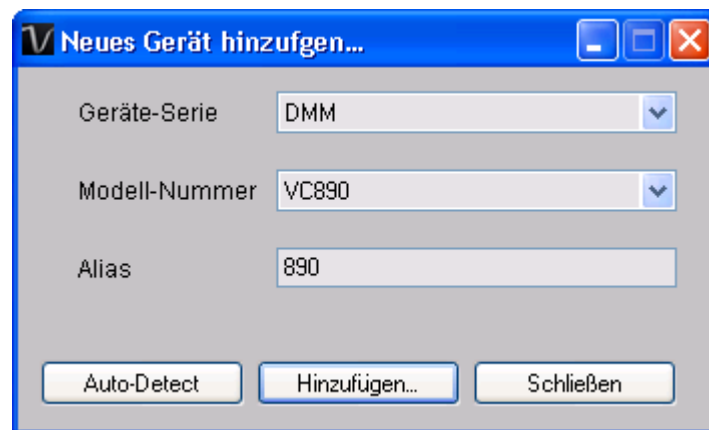 Neues Gerät hinzufgen...
Geräte-Serie DMM
Modell-Nummer VC890
Alias 890
Auto-Detect Hinzufügen... Schließen